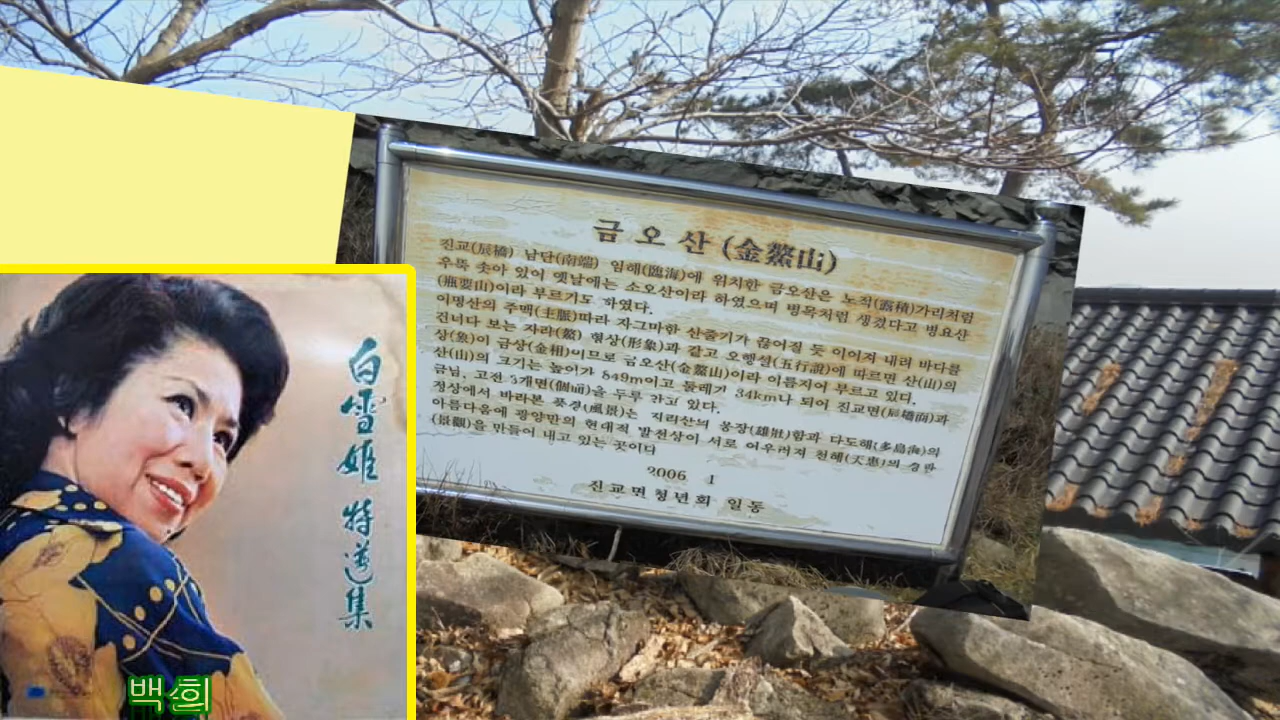 금오산 (金鰲山)
진교(辰橋) 남단(南端) 임해(臨海)에 위치한 금오산은 노적(露積)가리처럼
우뚝 솟아 있어 옛날에는 소오산이라 하였으며 병목처럼 생겼다고 병요산
(甁要山)이라 부르기도 하였다.
이명산의 주맥(主脈)따라 자그마한 산줄기가 끊어질 듯 이어져 내려 바다를
건너다 보는 자라(鰲) 형상(形象)과 같고 오행설(五行說)에 따르면 산(山)의
상(象)이 금상(金相)이므로 금오산(金鰲山)이라 이름지어 부르고 있다.
산(山)의 크기는 높이가 849m이고 둘레가 34km나 되어 진교면(辰橋面)과
금남, 고전 3개면(個面)을 두루 안고 있다.
정상에서 바라본 풍경(風景)은 지리산의 웅장(雄壯)함과 다도해(多島海)의
아름다움에 광양만의 현대적 발전상이 서로 어우러져 천혜(天惠)의 경관
(景觀)을 만들어 내고 있는 곳이다
2006 1
진교면청년회 일동
白雪姬 特選集